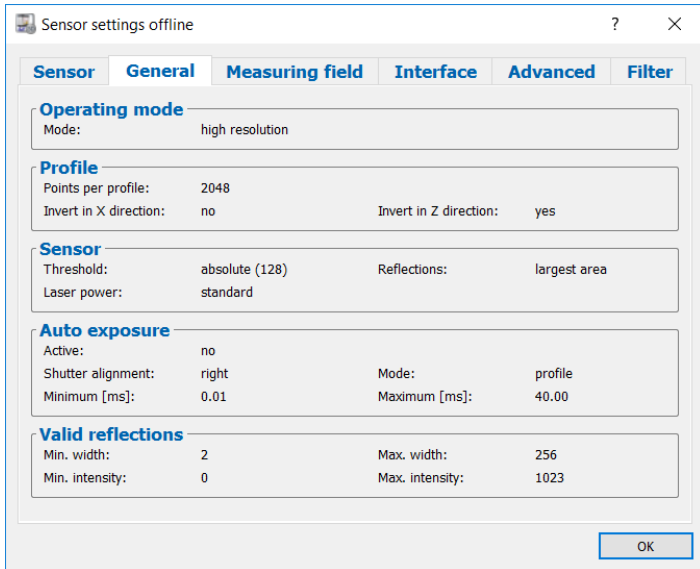 Sensor settings offline ?
Sensor General Measuring field Interface Advanced Filter
Operating mode
Mode: high resolution
Profile
Points per profile: 2048
Invert in X direction: no Invert in Z direction: yes
Sensor
Threshold: absolute (128) Reflections: largest area
Laser power: standard
Auto exposure
Active: no
Shutter alignment: right Mode: profile
Minimum [ms]: 0.01 Maximum [ms]: 40.00
Valid reflections
Min. width: 2 Max. width: 256
Min. intensity: 0 Max. intensity: 1023
OK